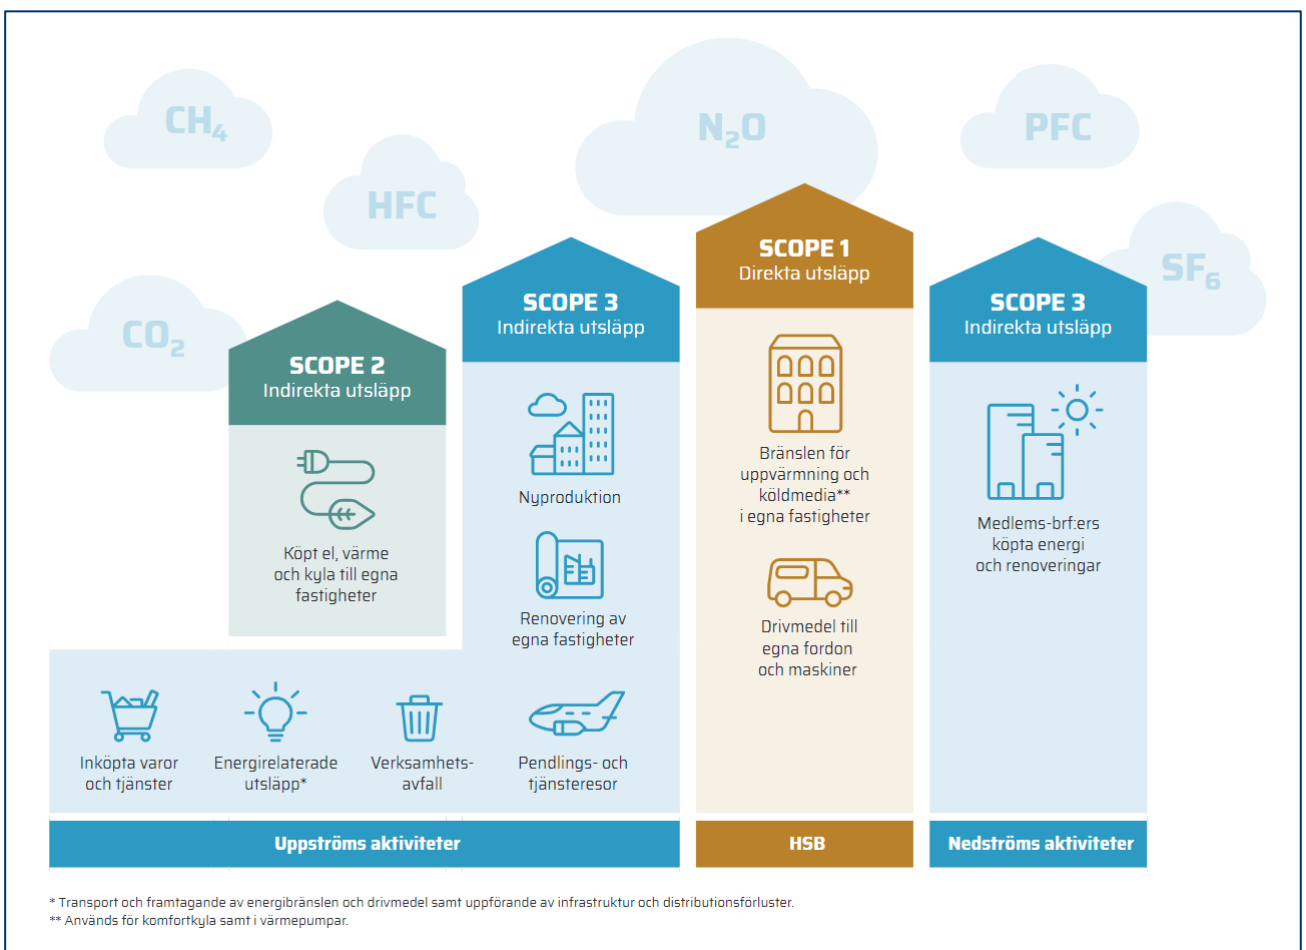 CH₄
HFC
N₂O
PFC
SF₆
CO₂
SCOPE 2
Indirekta utsläpp
Köpt el, värme
och kyla till egna
fastigheter
SCOPE 3
Indirekta utsläpp
Nyproduktion
Renovering av
egna fastigheter
Inköpta varor
och tjänster
Energirelaterade
utsläpp*
Verksamhets-
avfall
Pendlings- och
tjänsteresor
Uppströms aktiviteter
SCOPE 1
Direkta utsläpp
Bränslen för
uppvärmning och
köldmedia**
i egna fastigheter
Drivmedel till
egna fordon
och maskiner
HSB
SCOPE 3
Indirekta utsläpp
Medlems-brf:ers
köpta energi
och renoveringar
Nedströms aktiviteter
* Transport och framtagande av energibränslen och drivmedel samt uppförande av infrastruktur och distributionsförluster.
** Används för komfortkyla samt i värmepumpar.